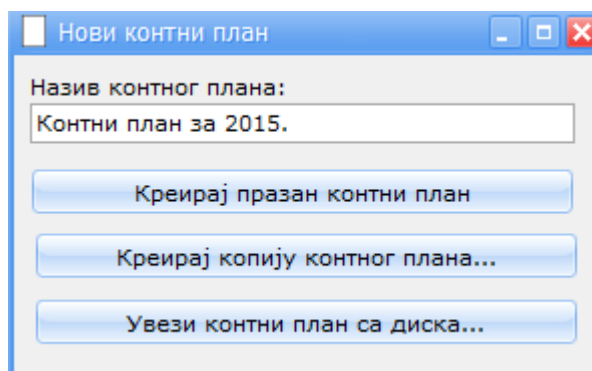 Нови контни план
Назив контног плана:
Контни план за 2015.
Креирај празан контни план
Креирај копију контног плана...
Увези контни план са диска...